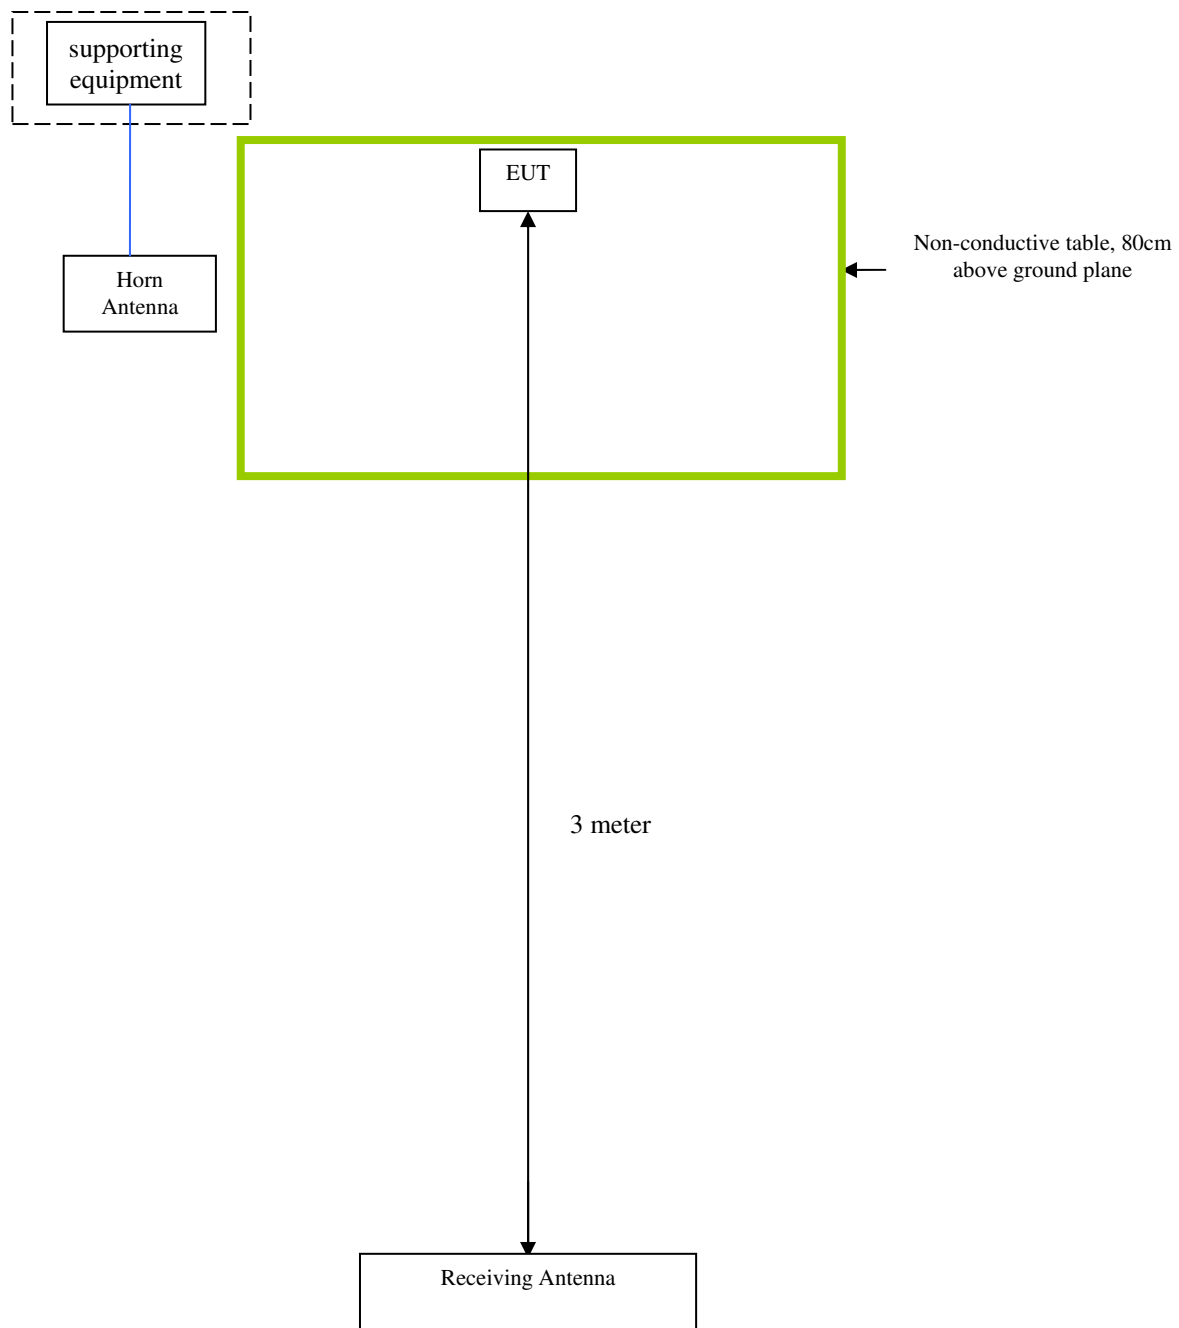 supporting
equipment
EUT
Non-conductive table, 80cm
above ground plane
Horn
Antenna
3 meter
Receiving Antenna